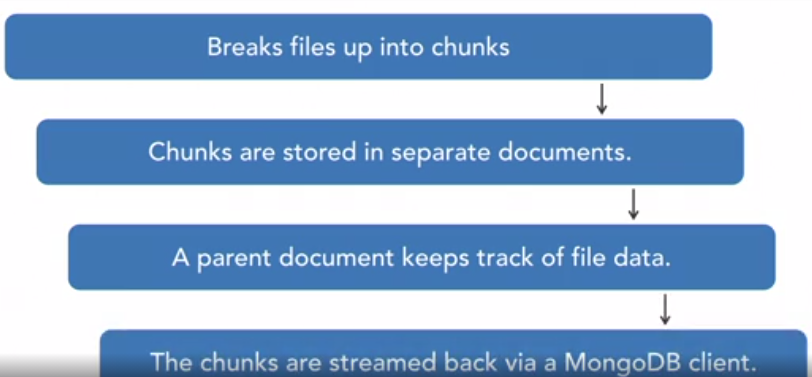 Breaks files up into chunks
Chunks are stored in separate documents.
A parent document keeps track of file data.
The chunks are streamed back via a MongoDB client.